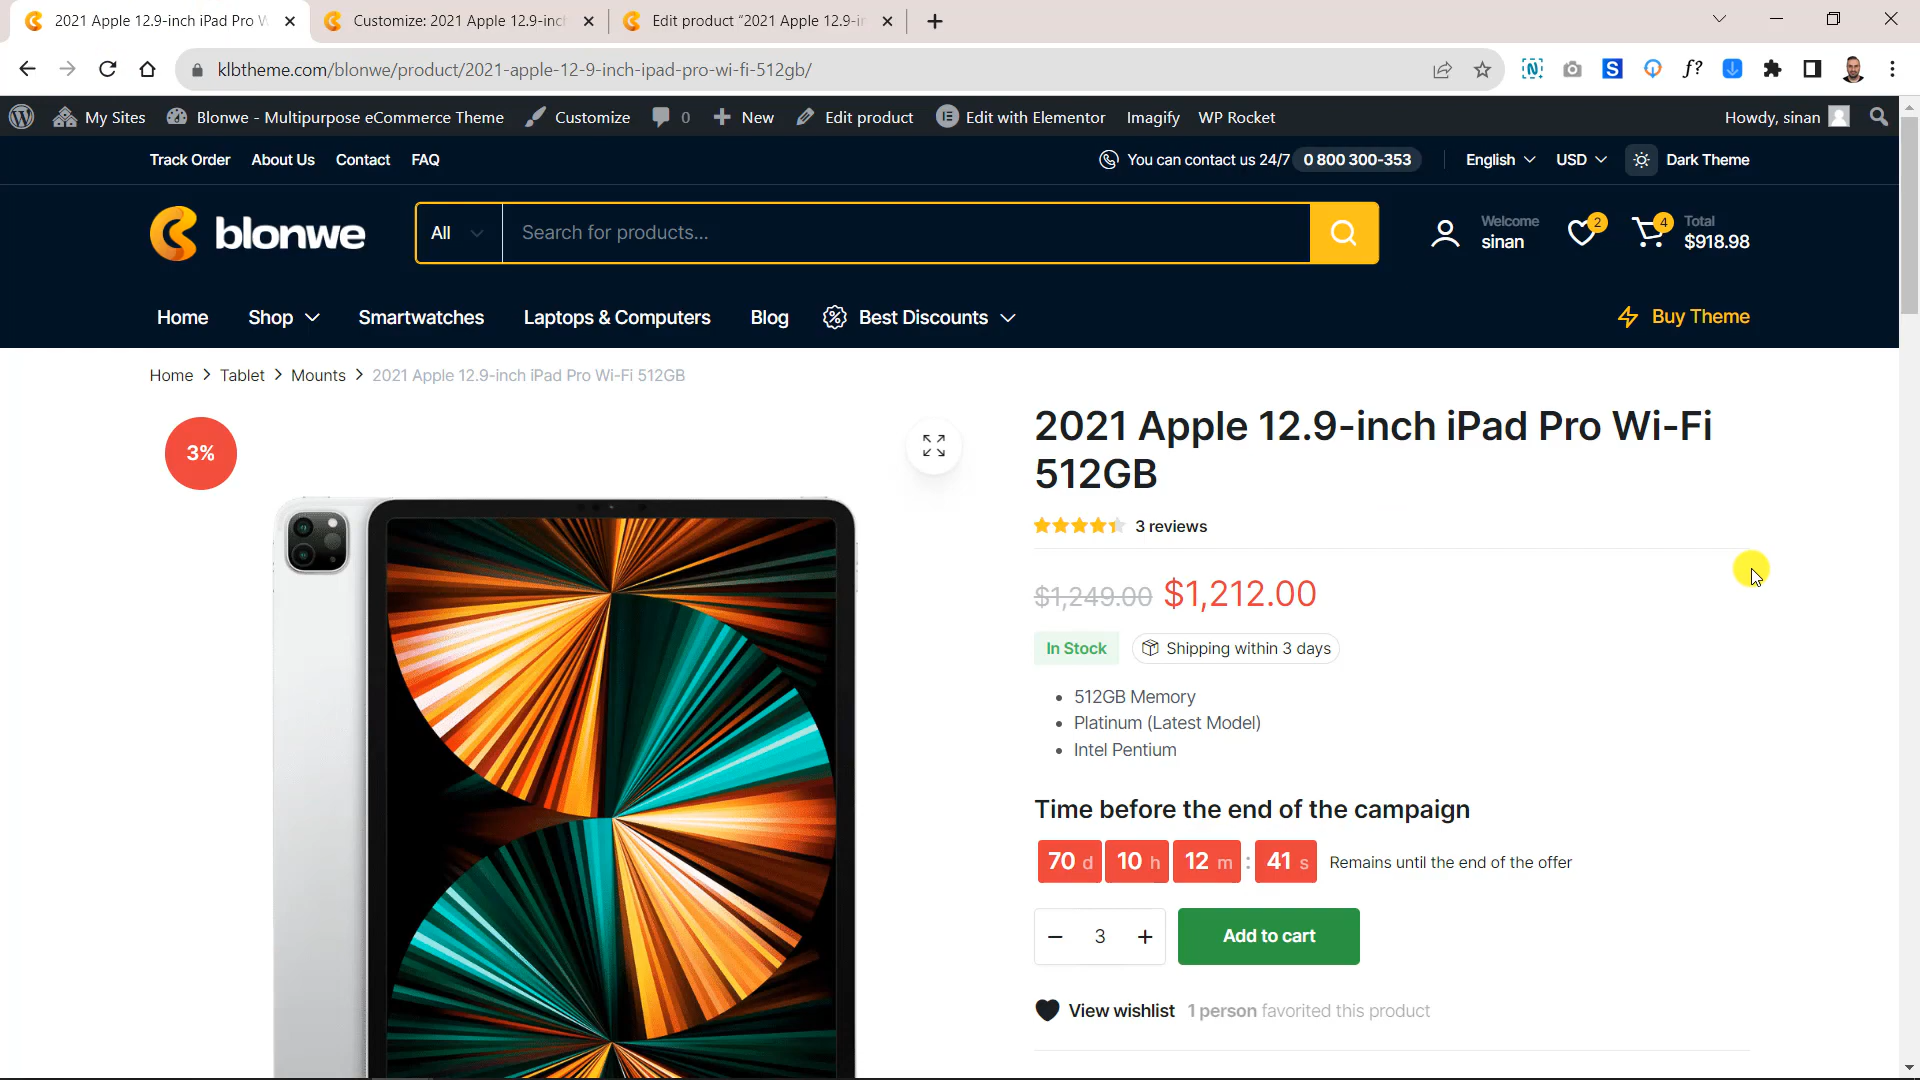 2021 Apple 12.9-inch iPad Pro W
Customize: 2021 Apple 12.9-inc
Edit product "2021 Apple 12.9-i
klbtheme.com/blonwe/product/2021-apple-12-9-inch-ipad-pro-wi-fi-512gb/
My Sites Blonwe - Multipurpose eCommerce Theme Customize 0 New Edit product Edit with Elementor Imagify WP Rocket Howdy, sinan
Track Order About Us Contact FAQ You can contact us 24/7 0 800 300-353 English USD Dark Theme
blonwe All Search for products... Welcome sinan 2 4 Total $918.98
Home Shop Smartwatches Laptops & Computers Blog Best Discounts Buy Theme
Home > Tablet > Mounts > 2021 Apple 12.9-inch iPad Pro Wi-Fi 512GB
3%
2021 Apple 12.9-inch iPad Pro Wi-Fi
512GB
3 reviews
$1,249.00 $1,212.00
In Stock Shipping within 3 days
• 512GB Memory
• Platinum (Latest Model)
• Intel Pentium
Time before the end of the campaign
70 d 10 h 12 m : 41 s Remains until the end of the offer
− 3 + Add to cart
View wishlist 1 person favorited this product